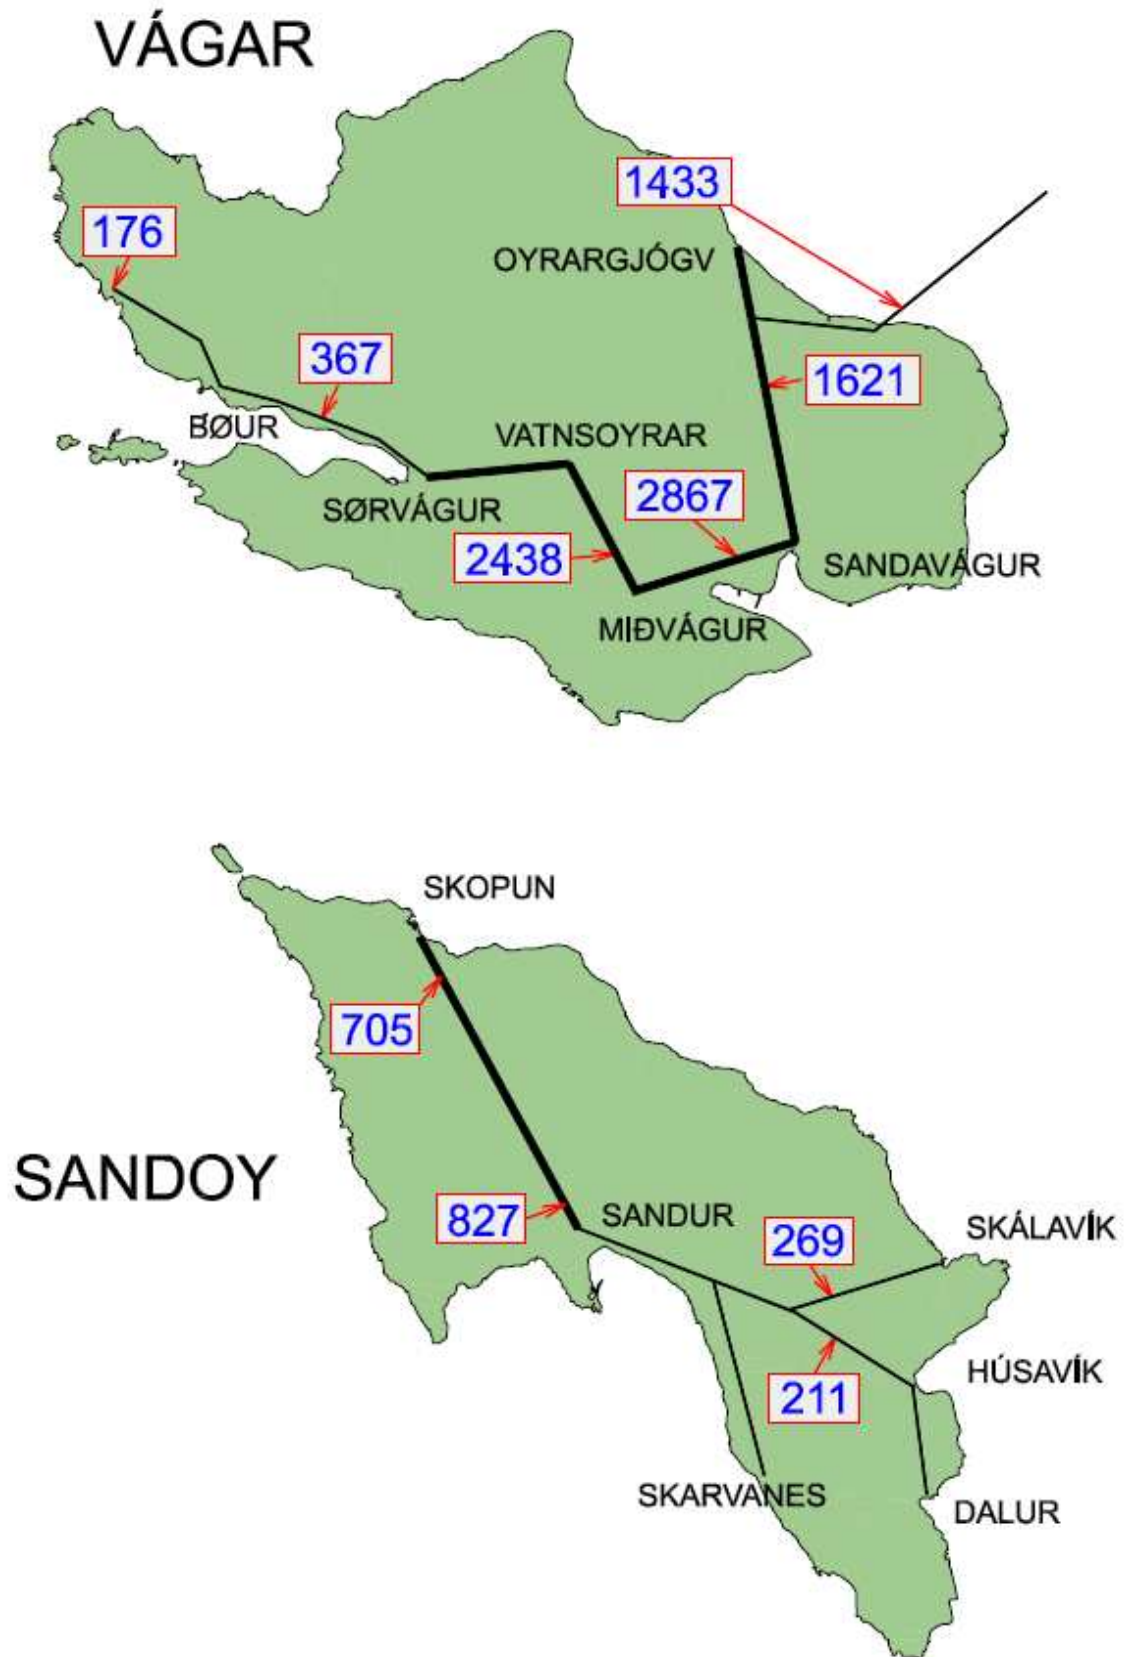 VÁGAR
1433
176
OYRARGJÓGV
367
1621
BØUR
VATNSOYRAR
2867
SØRVÁGUR
2438
SANDAVÁGUR
MIÐVÁGUR
SKOPUN
705
SANDOY
827
SANDUR
269
SKÁLAVÍK
HÚSAVÍK
211
SKARVANES
DALUR